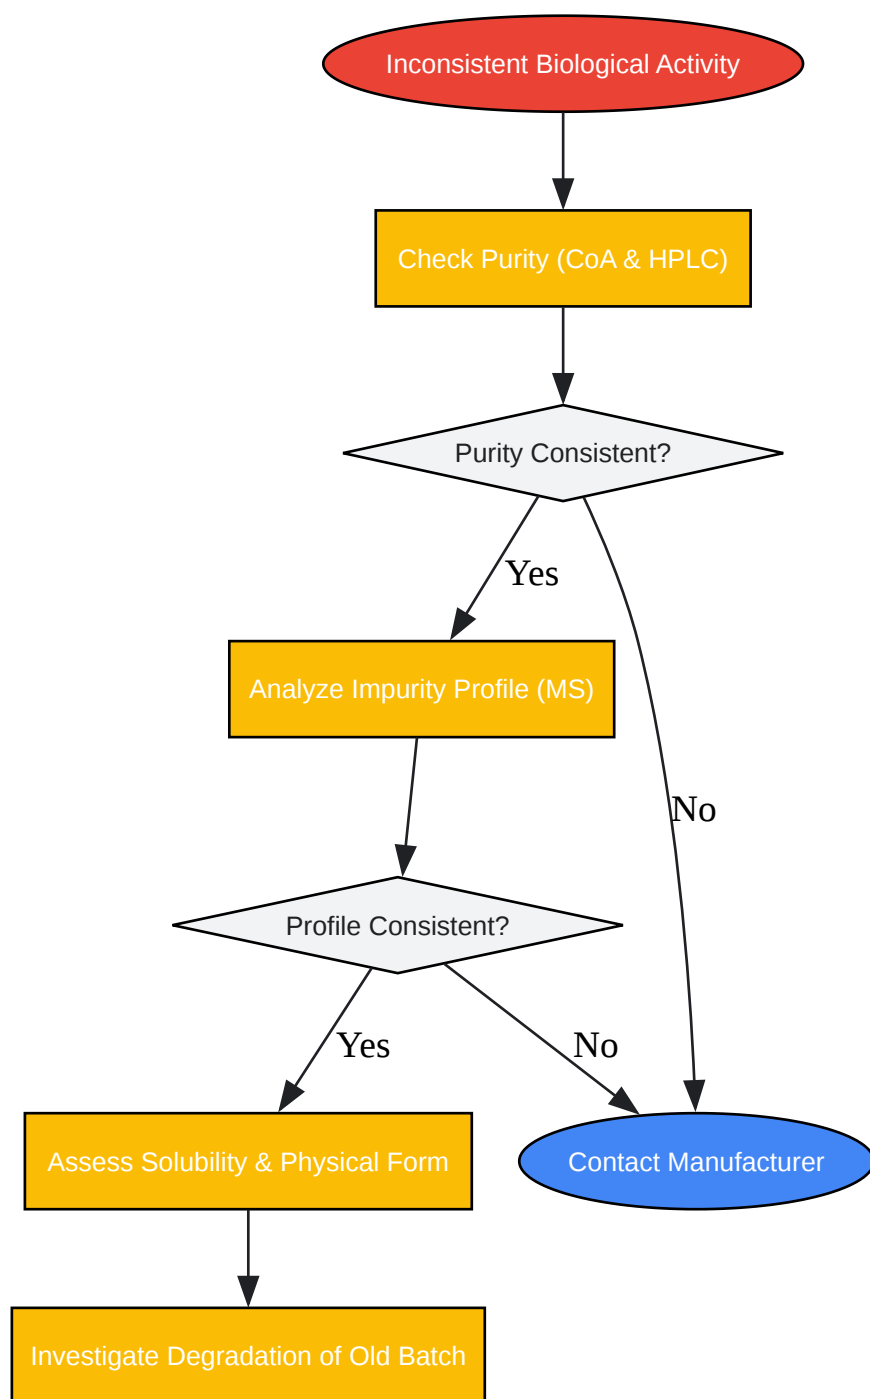 Inconsistent Biological Activity
Check Purity (CoA & HPLC)
Purity Consistent?
Yes
Analyze Impurity Profile (MS)
No
Profile Consistent?
Yes
No
Assess Solubility & Physical Form
Contact Manufacturer
Investigate Degradation of Old Batch